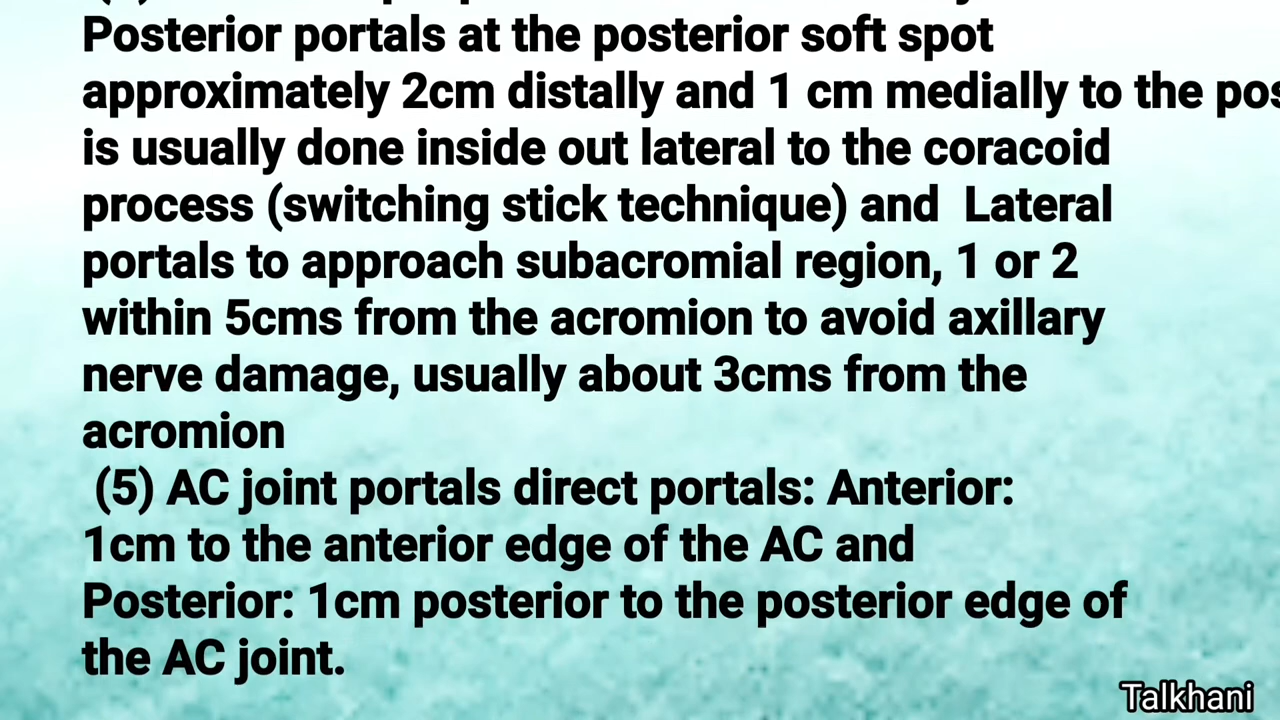 Posterior portals at the posterior soft spot
approximately 2cm distally and 1 cm medially to the
is usually done inside out lateral to the coracoid
process (switching stick technique) and Lateral
portals to approach subacromial region, 1 or 2
within 5cms from the acromion to avoid axillary
nerve damage, usually about 3cms from the
acromion
(5) AC joint portals direct portals: Anterior:
1cm to the anterior edge of the AC and
Posterior: 1cm posterior to the posterior edge of
the AC joint.
Talkhani